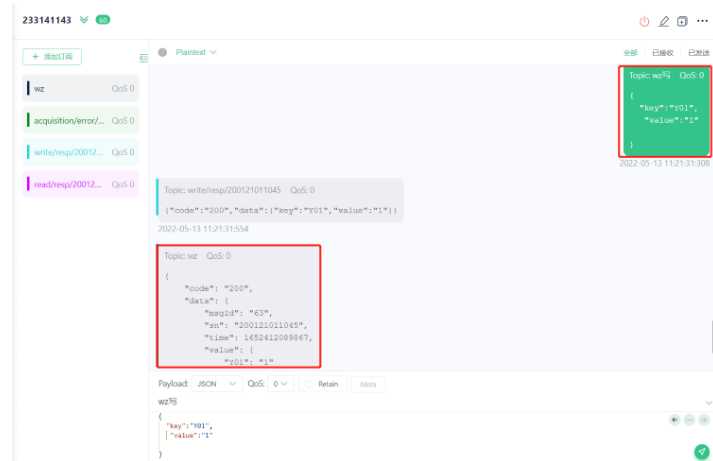 233141143 60
+ 添加订阅
Plaintext
全部 已接收 已发送
wz QoS 0
acquisition/error/... QoS 0
write/resp/20012... QoS 0
read/resp/20012... QoS 0
Topic: wz写 QoS: 0
{
"key":"Y01",
"value":"1"
}
2022-05-13 11:21:31:308
Topic: write/resp/200121011045 QoS: 0
{"code":"200","data":{"key":"Y01","value":"1"}}
2022-05-13 11:21:31:554
Topic: wz QoS: 0
{
"code": "200",
"data": {
"msgId": "63",
"sn": "200121011045",
"time": 1652412089867,
"value": {
"Y01": "1"
Payload: JSON QoS: 0 Retain Meta
wz写
{
"key":"Y01",
"value":"1"
}